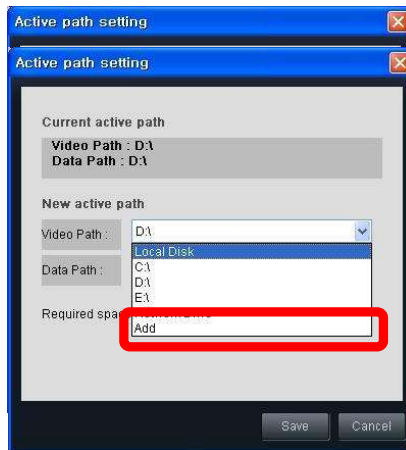 Active path setting
Active path setting
Current active path
Video Path : D:\
Data Path : D:\
New active path
Video Path :
D:\
Local Disk
C:\
D:\
Data Path :
E:\
Required spa
Add
Save
Cancel